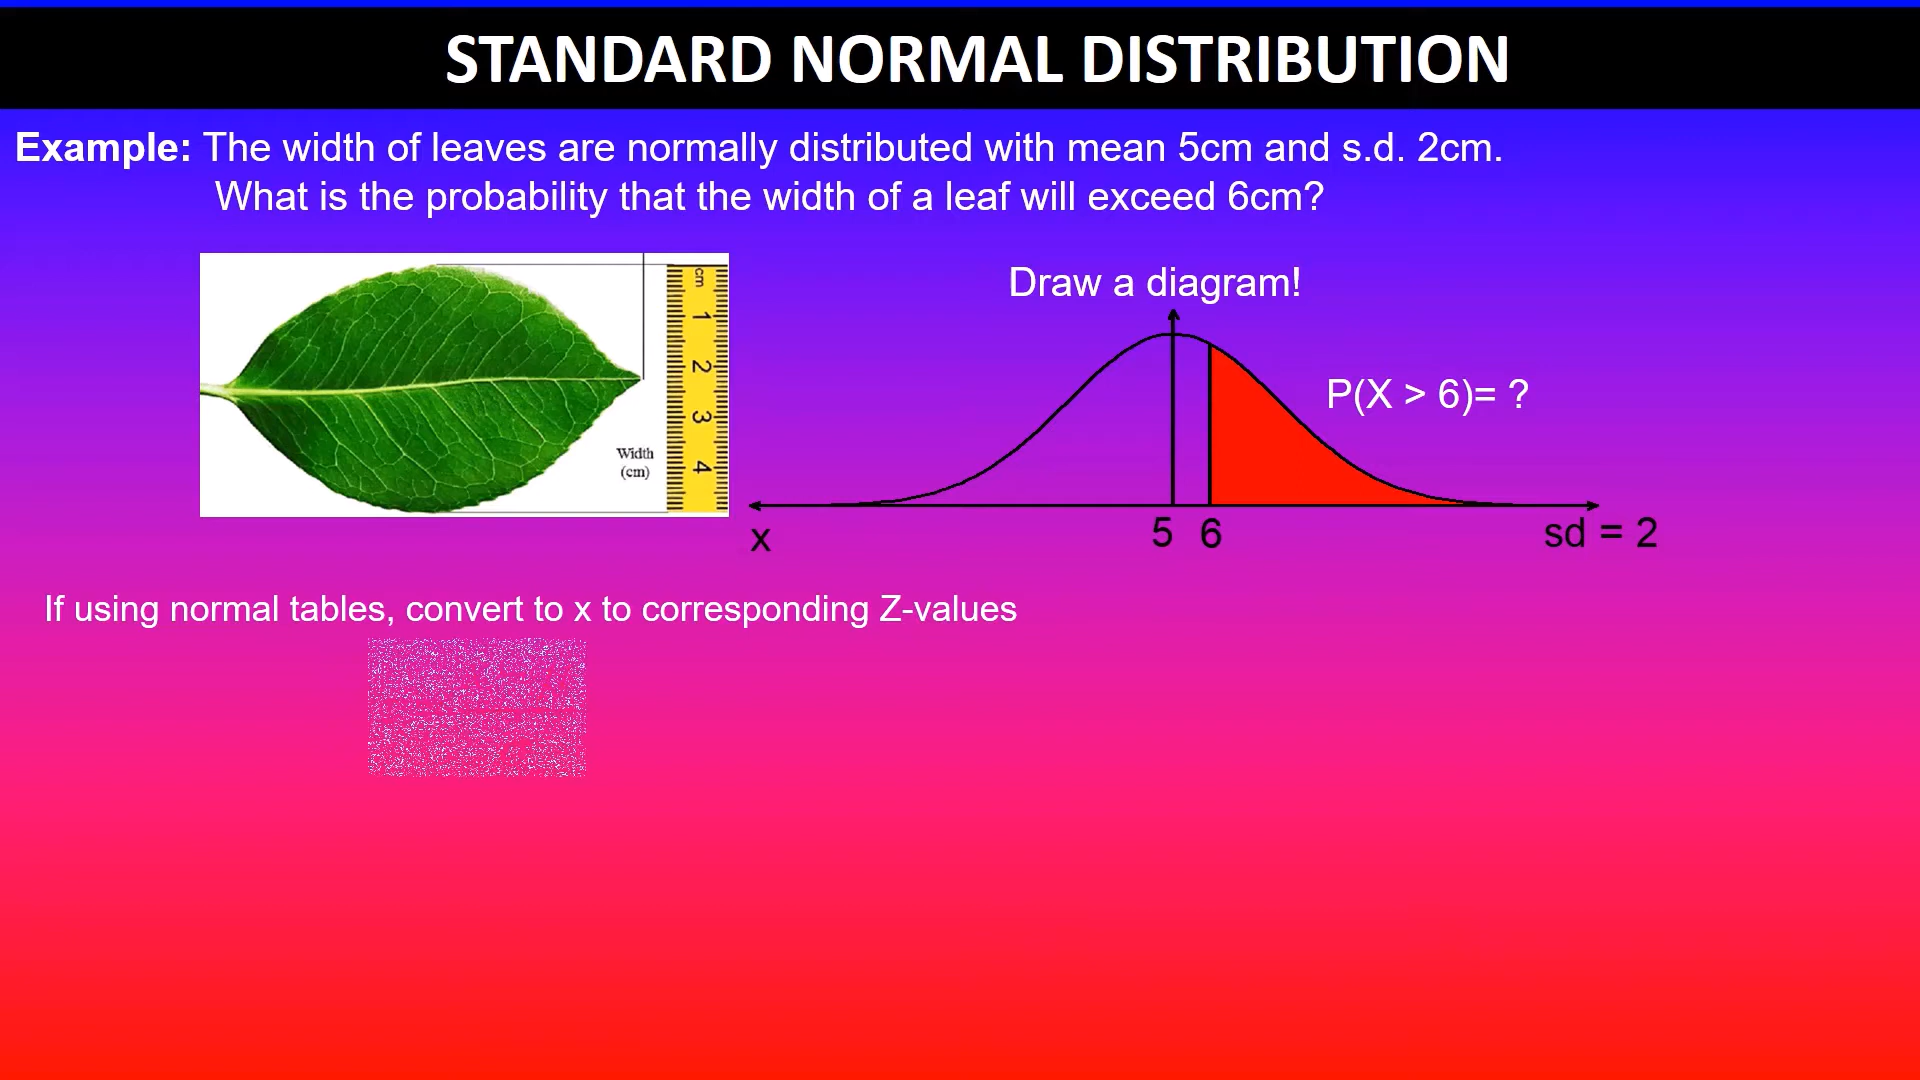 STANDARD NORMAL DISTRIBUTION
Example: The width of leaves are normally distributed with mean 5cm and s.d. 2cm.
What is the probability that the width of a leaf will exceed 6cm?
Draw a diagram!
cm
1
2
3
4
Width
(cm)
P(X > 6)= ?
x
5 6
sd = 2
If using normal tables, convert to x to corresponding Z-values